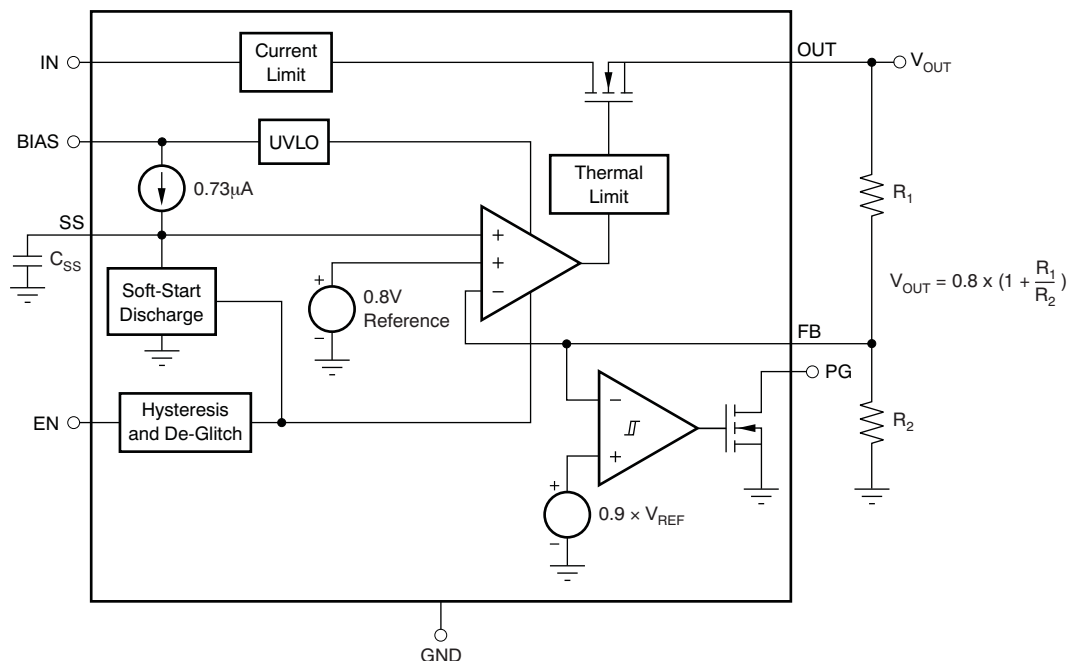 IN
Current
Limit
OUT
V_OUT
BIAS
UVLO
0.73μA
Thermal
Limit
R_1
SS
C_SS
+
+
−
Soft-Start
Discharge
+
−
0.8V
Reference
V_OUT = 0.8 x (1 + R_1/R_2)
FB
PG
EN
Hysteresis
and De-Glitch
−
+
R_2
+
−
0.9 × V_REF
GND